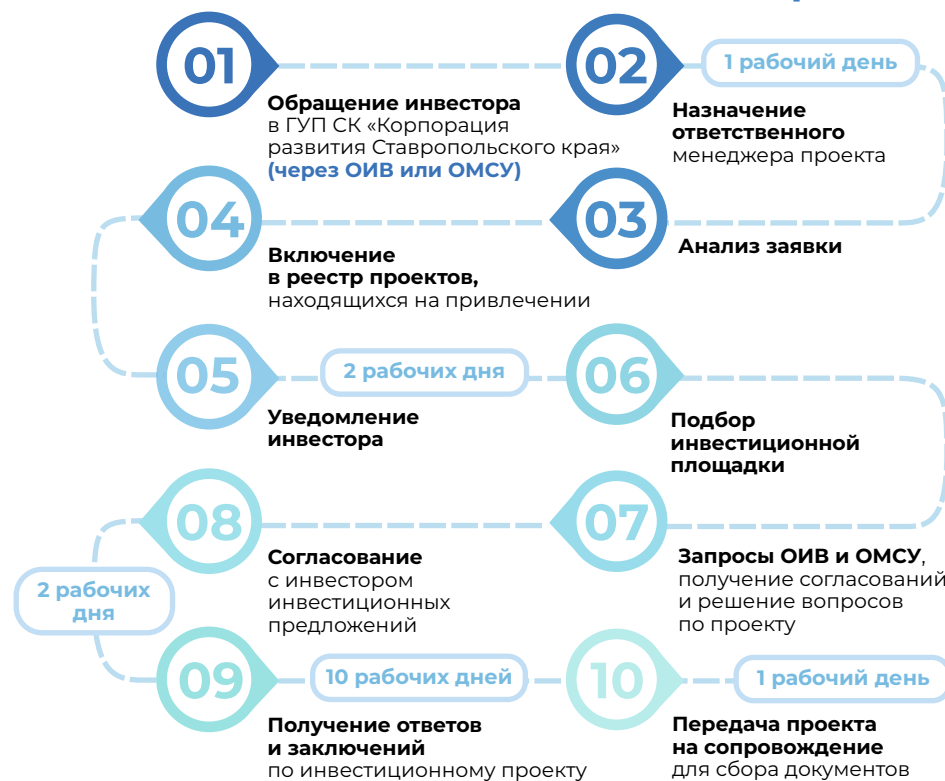 01
Обращение инвестора
в ГУП СК «Корпорация
развития Ставропольского края»
(через ОИВ или ОМСУ)
02
1 рабочий день
Назначение
ответственного
менеджера проекта
03
Анализ заявки
04
Включение
в реестр проектов,
находящихся на привлечении
05
Уведомление
инвестора
2 рабочих дня
06
Подбор
инвестиционной
площадки
07
Запросы ОИВ и ОМСУ,
получение согласований
и решение вопросов
по проекту
08
Согласование
с инвестором
инвестиционных
предложений
2 рабочих
дня
09
Получение ответов
и заключений
по инвестиционному проекту
10 рабочих дней
10
Передача проекта
на сопровождение
для сбора документов
1 рабочий день